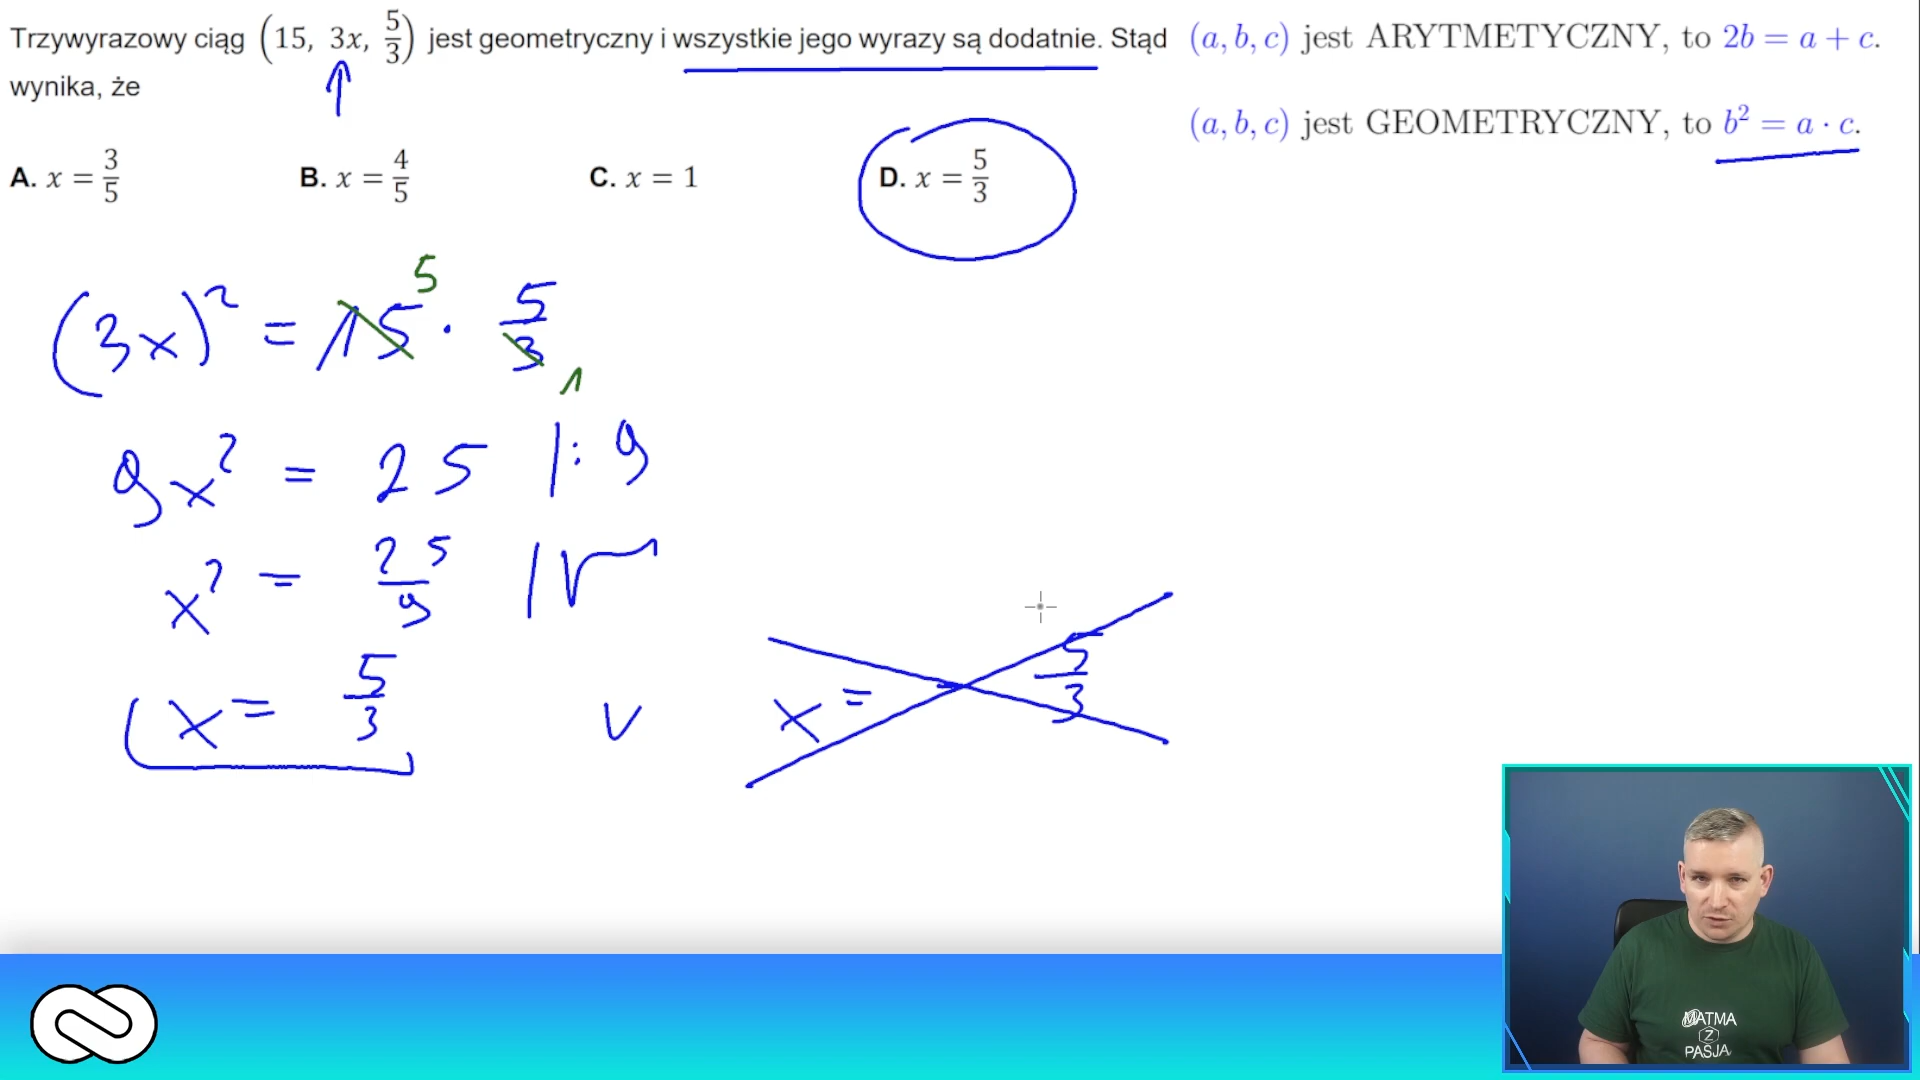 Trzywyrazowy ciąg (15, 3x, 5/3) jest geometryczny i wszystkie jego wyrazy są dodatnie. Stąd
wynika, że
A. x = 3/5 B. x = 4/5 C. x = 1 D. x = 5/3
(a, b, c) jest ARYTMETYCZNY, to 2b = a + c.
(a, b, c) jest GEOMETRYCZNY, to b² = a · c.
5
(3x)² = 15 · 5/3
1
9x² = 25 |: 9
x² = 25/9 |√
x = 5/3 v x = - 5/3
MATMA
Z
PASJĄ